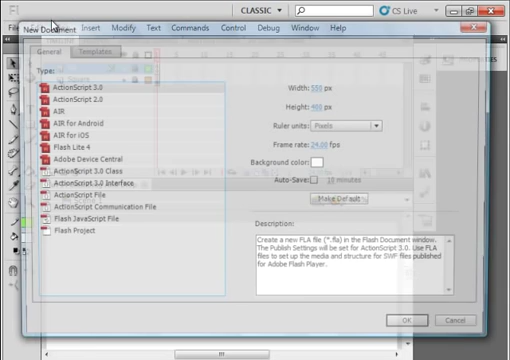 Fl
CLASSIC
CS Live
Insert
Modify
Text
Commands
Control
Debug
Window
Help
New Document
General
Templates
Type:
ActionScript 3.0
ActionScript 2.0
AIR
AIR for Android
AIR for iOS
Flash Lite 4
Adobe Device Central
ActionScript 3.0 Class
ActionScript 3.0 Interface
ActionScript File
ActionScript Communication File
Flash JavaScript File
Flash Project
Width: 550 px
Height: 400 px
Ruler units: Pixels
Frame rate: 24.00 fps
Background color:
Auto-Save: 10 minutes
Make Default
Description:
Create a new FLA file (*.fla) in the Flash Document window.
The Publish Settings will be set for ActionScript 3.0. Use FLA
files to set up the media and structure for SWF files published
for Adobe Flash Player.
OK
Cancel